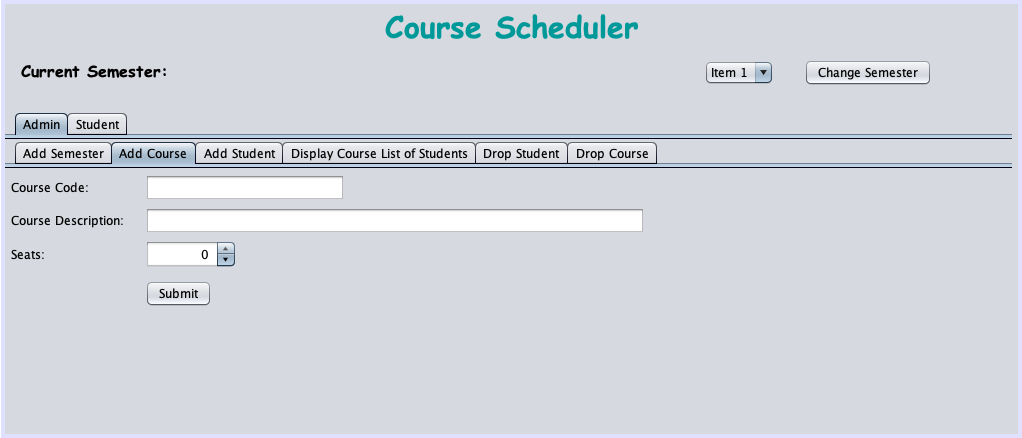 Course Scheduler
Current Semester: Item 1 Change Semester
Admin Student
Add Semester Add Course Add Student Display Course List of Students Drop Student Drop Course
Course Code:
Course Description:
Seats: 0
Submit